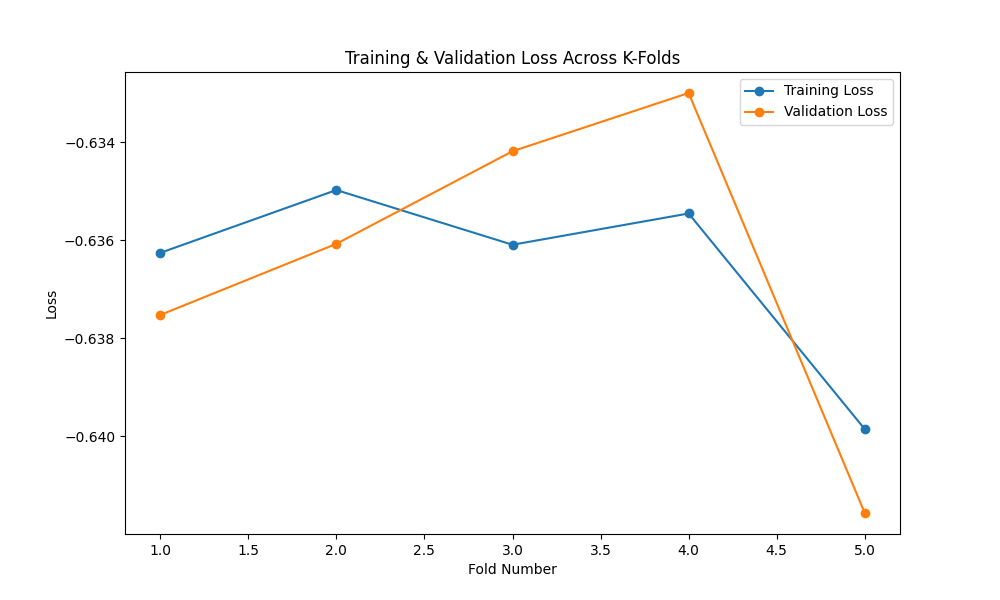 Training & Validation Loss Across K-Folds
Training Loss
Validation Loss
−0.634
−0.636
−0.638
−0.640
Loss
1.0 1.5 2.0 2.5 3.0 3.5 4.0 4.5 5.0
Fold Number